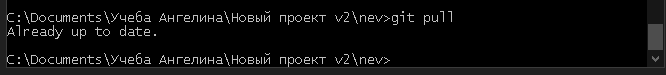 C:\Documents\Учеба Ангелина\Новый проект v2\nev>git pull
Already up to date.
C:\Documents\Учеба Ангелина\Новый проект v2\nev>